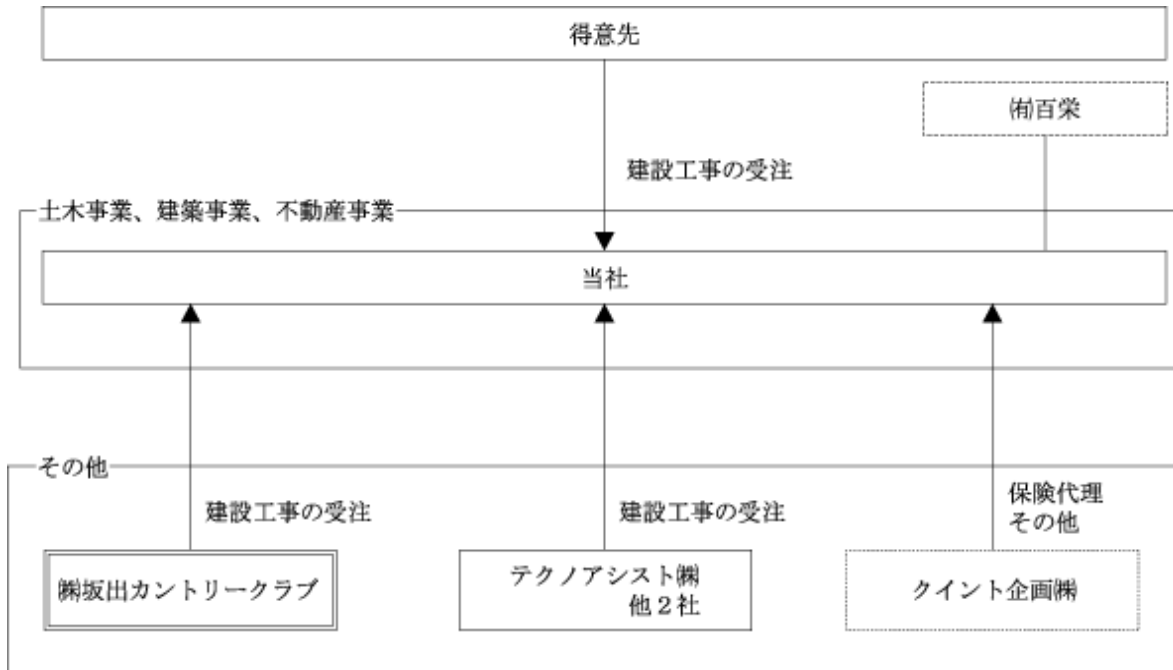 得意先
㈲百栄
建設工事の受注
土木事業、建築事業、不動産事業
当社
その他
建設工事の受注
建設工事の受注
保険代理
その他
㈱坂出カントリークラブ
テクノアシスト㈱
他２社
クイント企画㈱